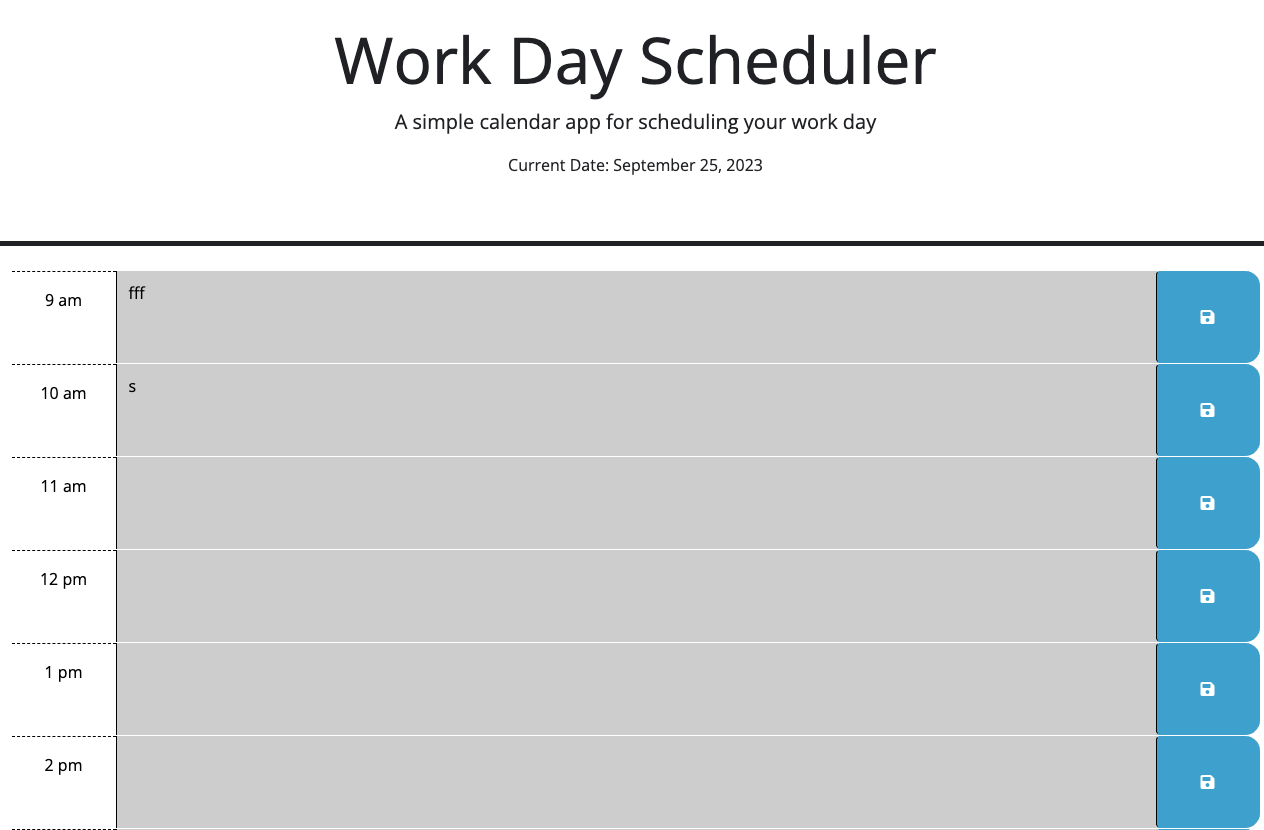 Work Day Scheduler
A simple calendar app for scheduling your work day
Current Date: September 25, 2023
9 am
fff
10 am
s
11 am
12 pm
1 pm
2 pm